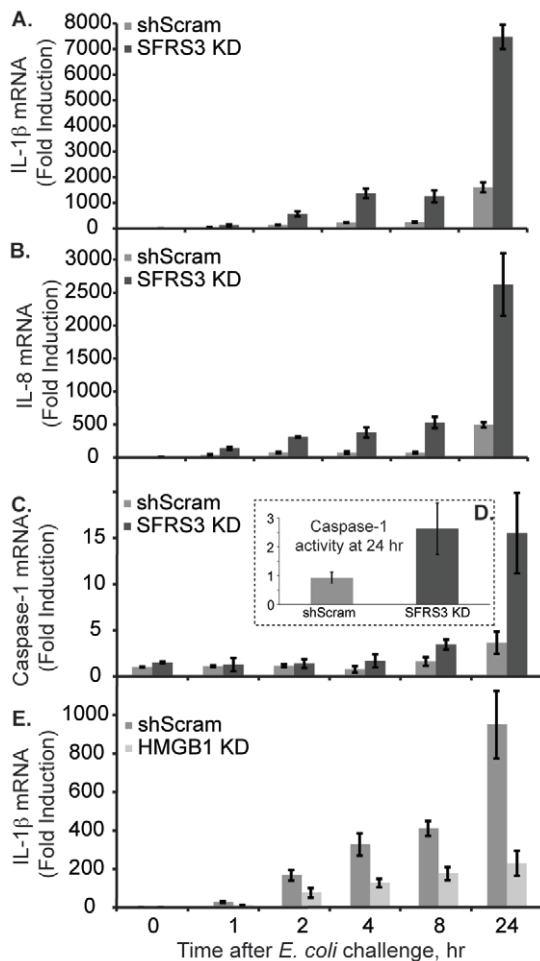 A.
shScram
SFRS3 KD
IL-1β mRNA
(Fold Induction)
8000
7000
6000
5000
4000
3000
2000
1000
0
B.
shScram
SFRS3 KD
IL-8 mRNA
(Fold Induction)
3000
2500
2000
1500
1000
500
0
C.
shScram
SFRS3 KD
Caspase-1 mRNA
(Fold Induction)
15
10
5
0
D.
Caspase-1
activity at 24 hr
3
2
1
0
shScram
SFRS3 KD
E.
shScram
HMGB1 KD
IL-1β mRNA
(Fold Induction)
1000
800
600
400
200
0
0 1 2 4 8 24
Time after E. coli challenge, hr